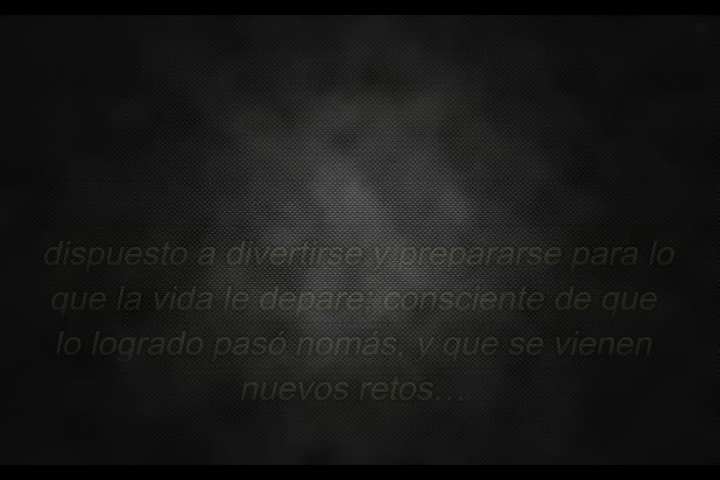 dispuesto a divertirse y prepararse para lo
que la vida le depare; consciente de que
lo logrado pasó nomás, y que se vienen
nuevos retos…